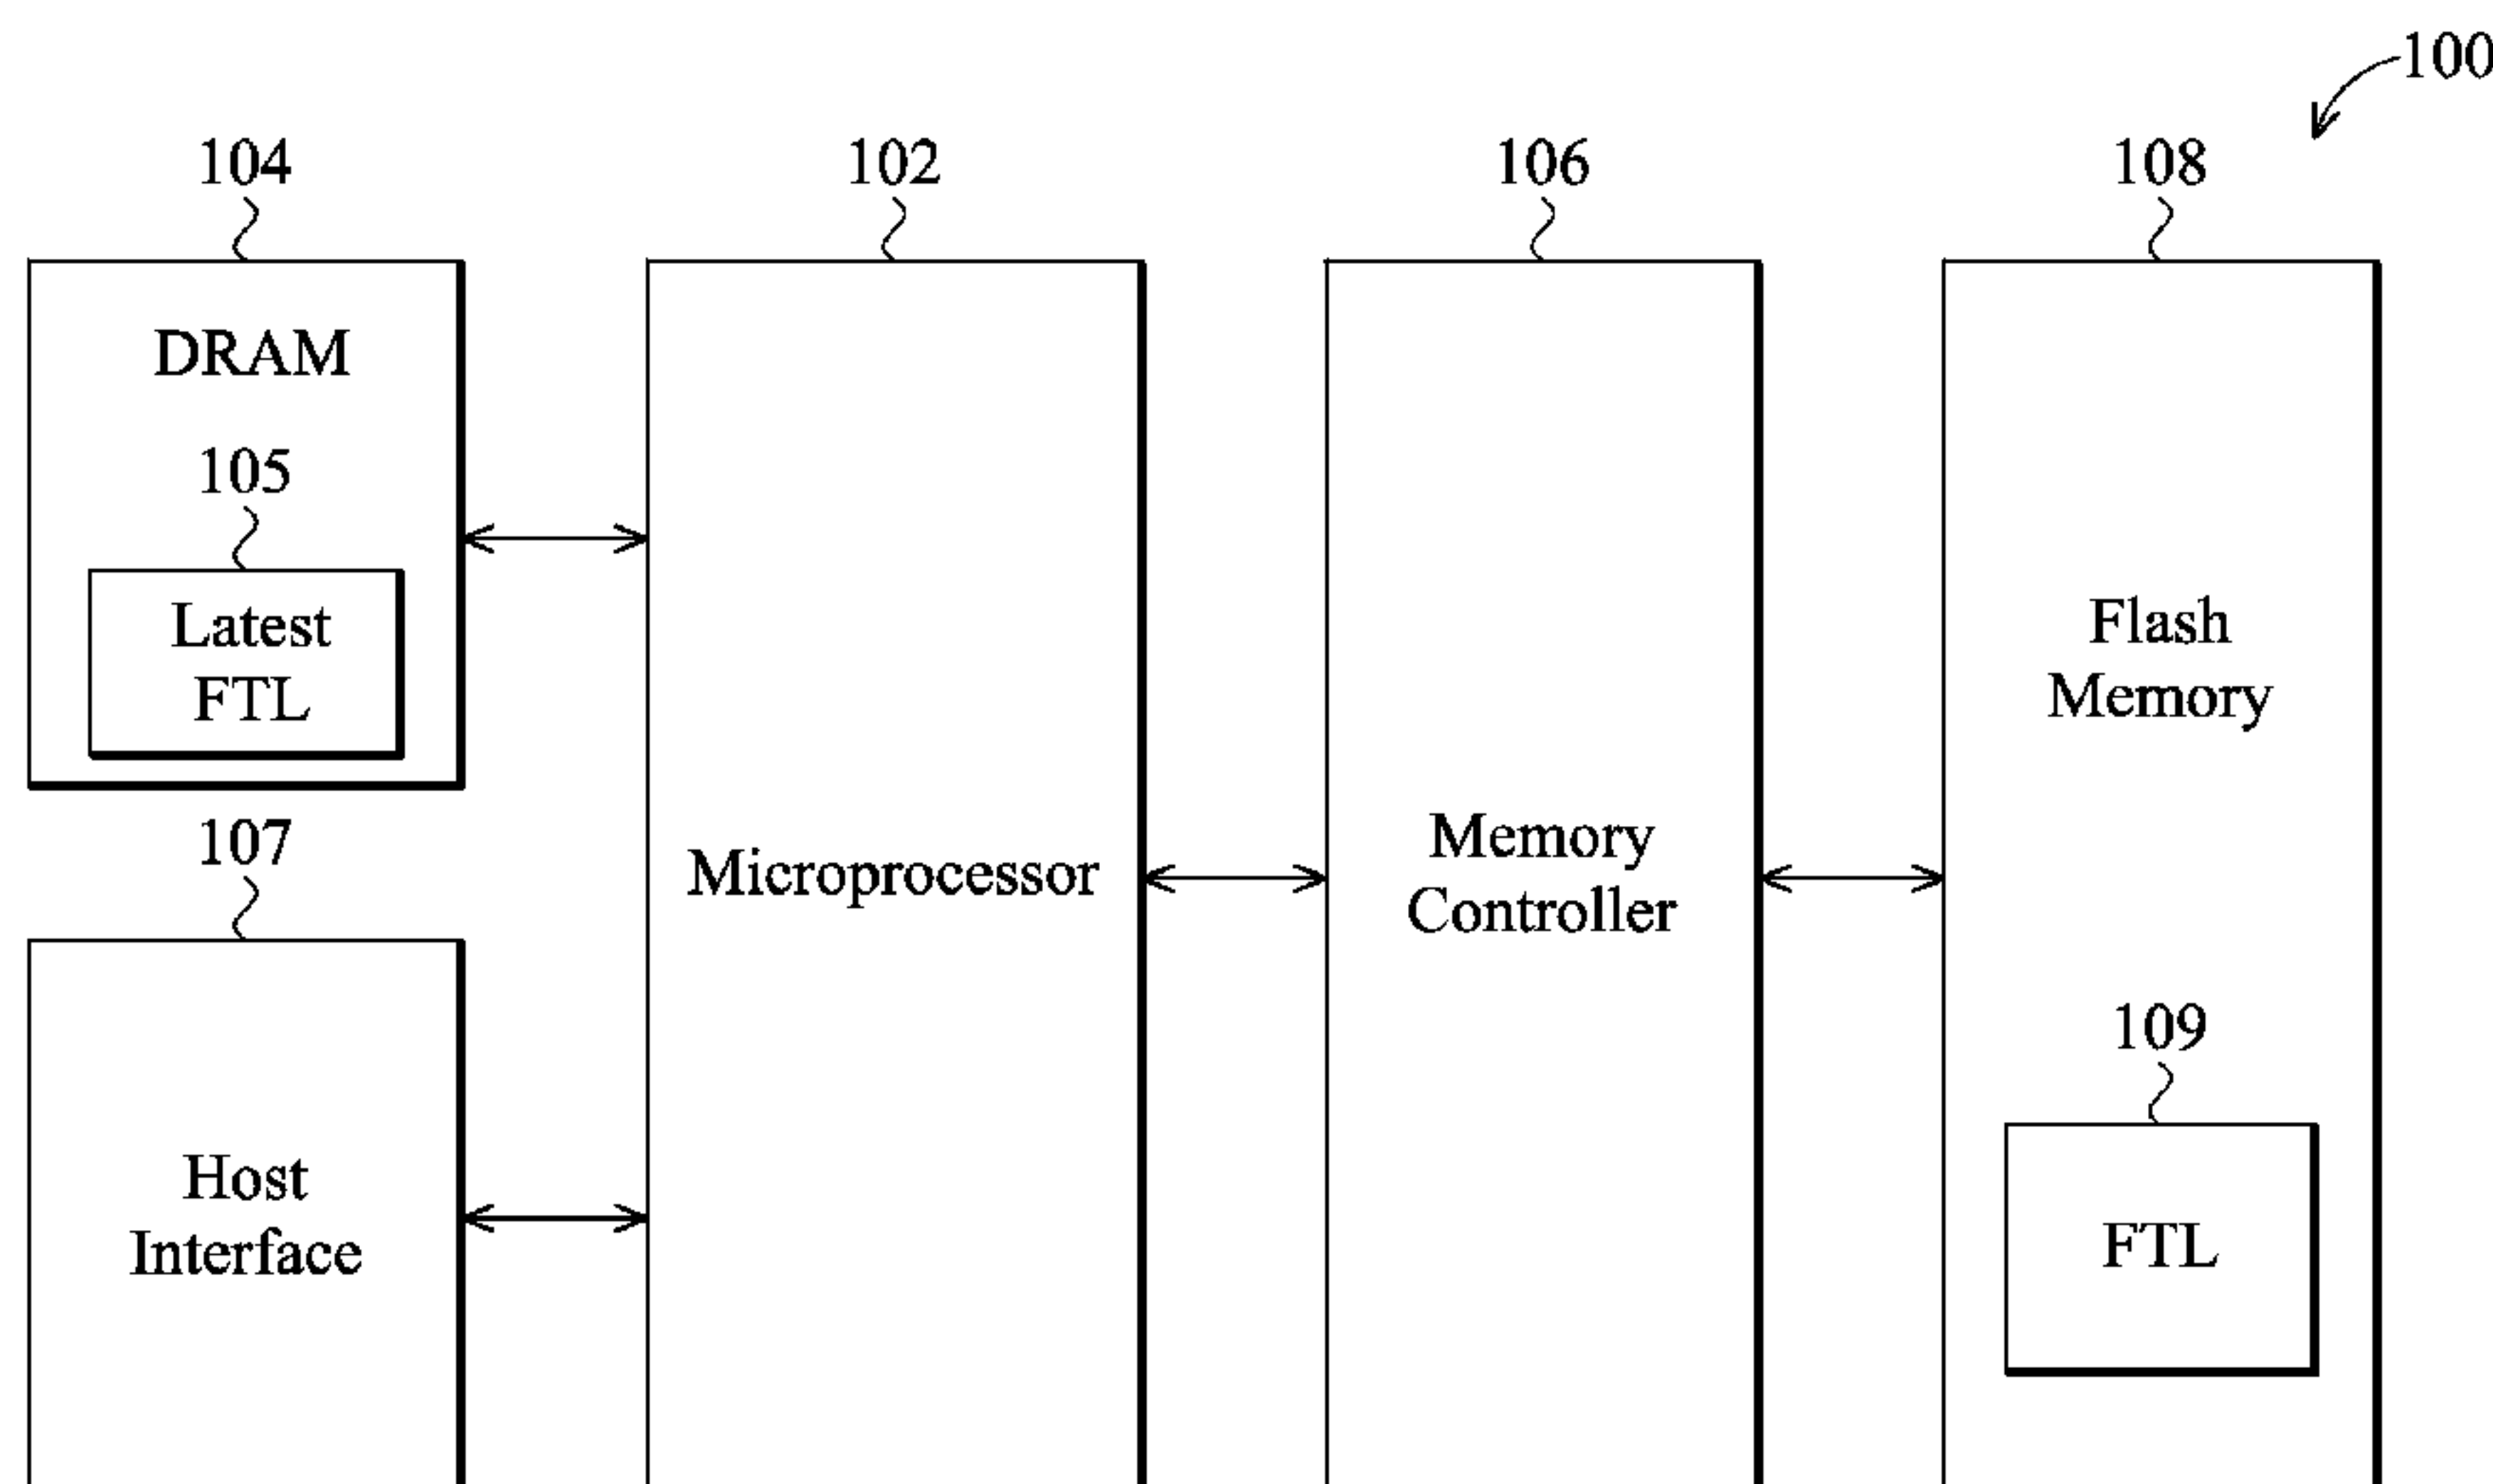 100
104
102
106
108
DRAM
105
Latest
FTL
107
Host
Interface
Microprocessor
Memory
Controller
Flash
Memory
109
FTL